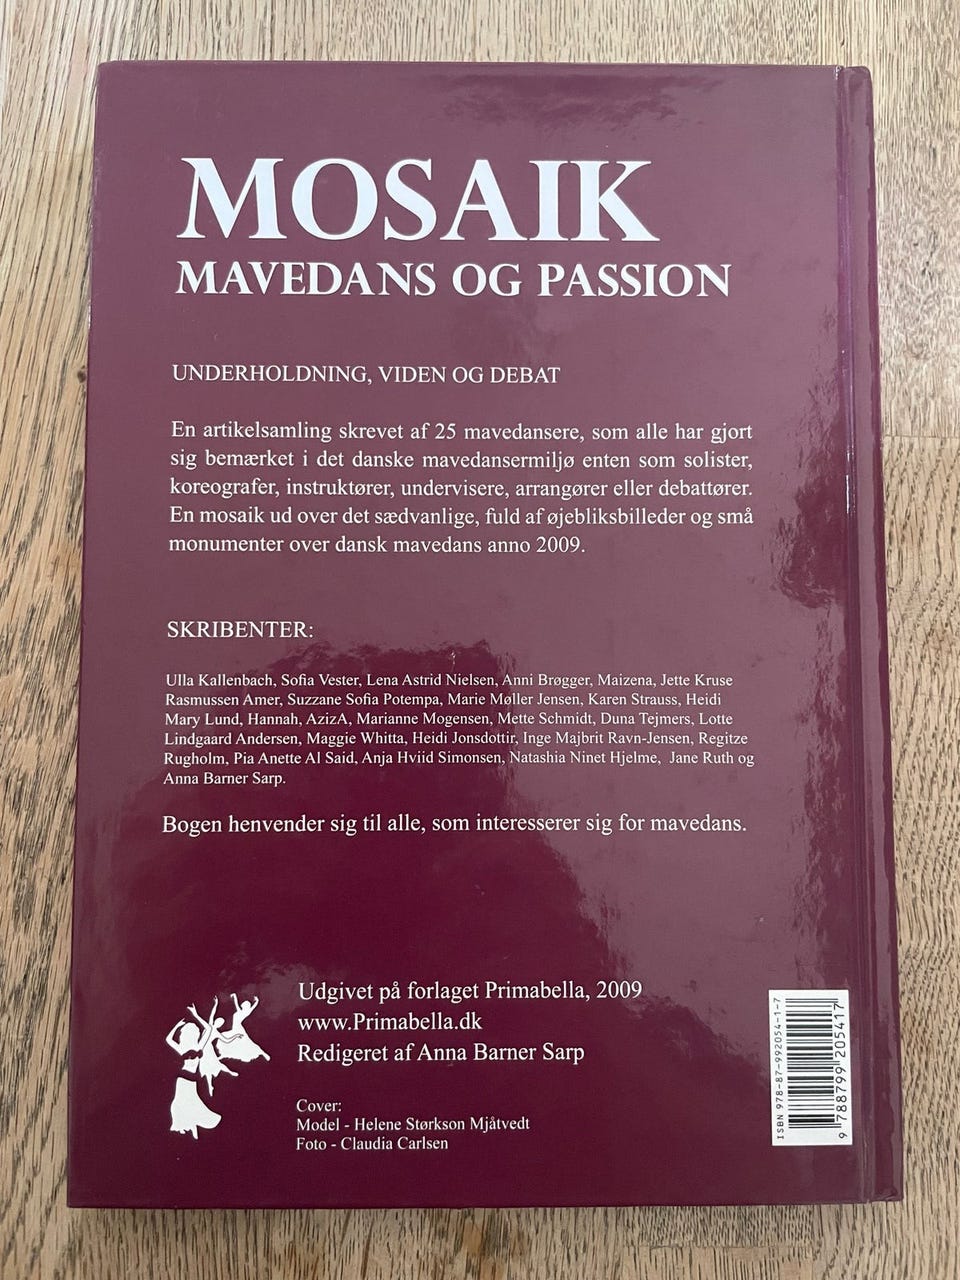 MOSAIK
MAVEDANS OG PASSION
UNDERHOLDNING, VIDEN OG DEBAT
En artikelsamling skrevet af 25 mavedansere, som alle har gjort
sig bemærket i det danske mavedansermiljø enten som solister,
koreografer, instruktører, undervisere, arrangører eller debattører.
En mosaik ud over det sædvanlige, fuld af øjebliksbilleder og små
monumenter over dansk mavedans anno 2009.
SKRIBENTER:
Ulla Kallenbach, Sofia Vester, Lena Astrid Nielsen, Anni Brøgger, Maizena, Jette Kruse
Rasmussen Amer, Suzzane Sofia Potempa, Marie Møller Jensen, Karen Strauss, Heidi
Mary Lund, Hannah, AzizA, Marianne Mogensen, Mette Schmidt, Duna Tejmers, Lotte
Lindgaard Andersen, Maggie Whitta, Heidi Jonsdottir, Inge Majbrit Ravn-Jensen, Regitze
Rugholm, Pia Anette Al Said, Anja Hviid Simonsen, Natashia Ninet Hjelme, Jane Ruth og
Anna Barner Sarp.
Bogen henvender sig til alle, som interesserer sig for mavedans.
Udgivet på forlaget Primabella, 2009
www.Primabella.dk
Redigeret af Anna Barner Sarp
Cover:
Model - Helene Størkson Mjåtvedt
Foto - Claudia Carlsen
ISBN 978-87-992054-1-7
9 788799 205417